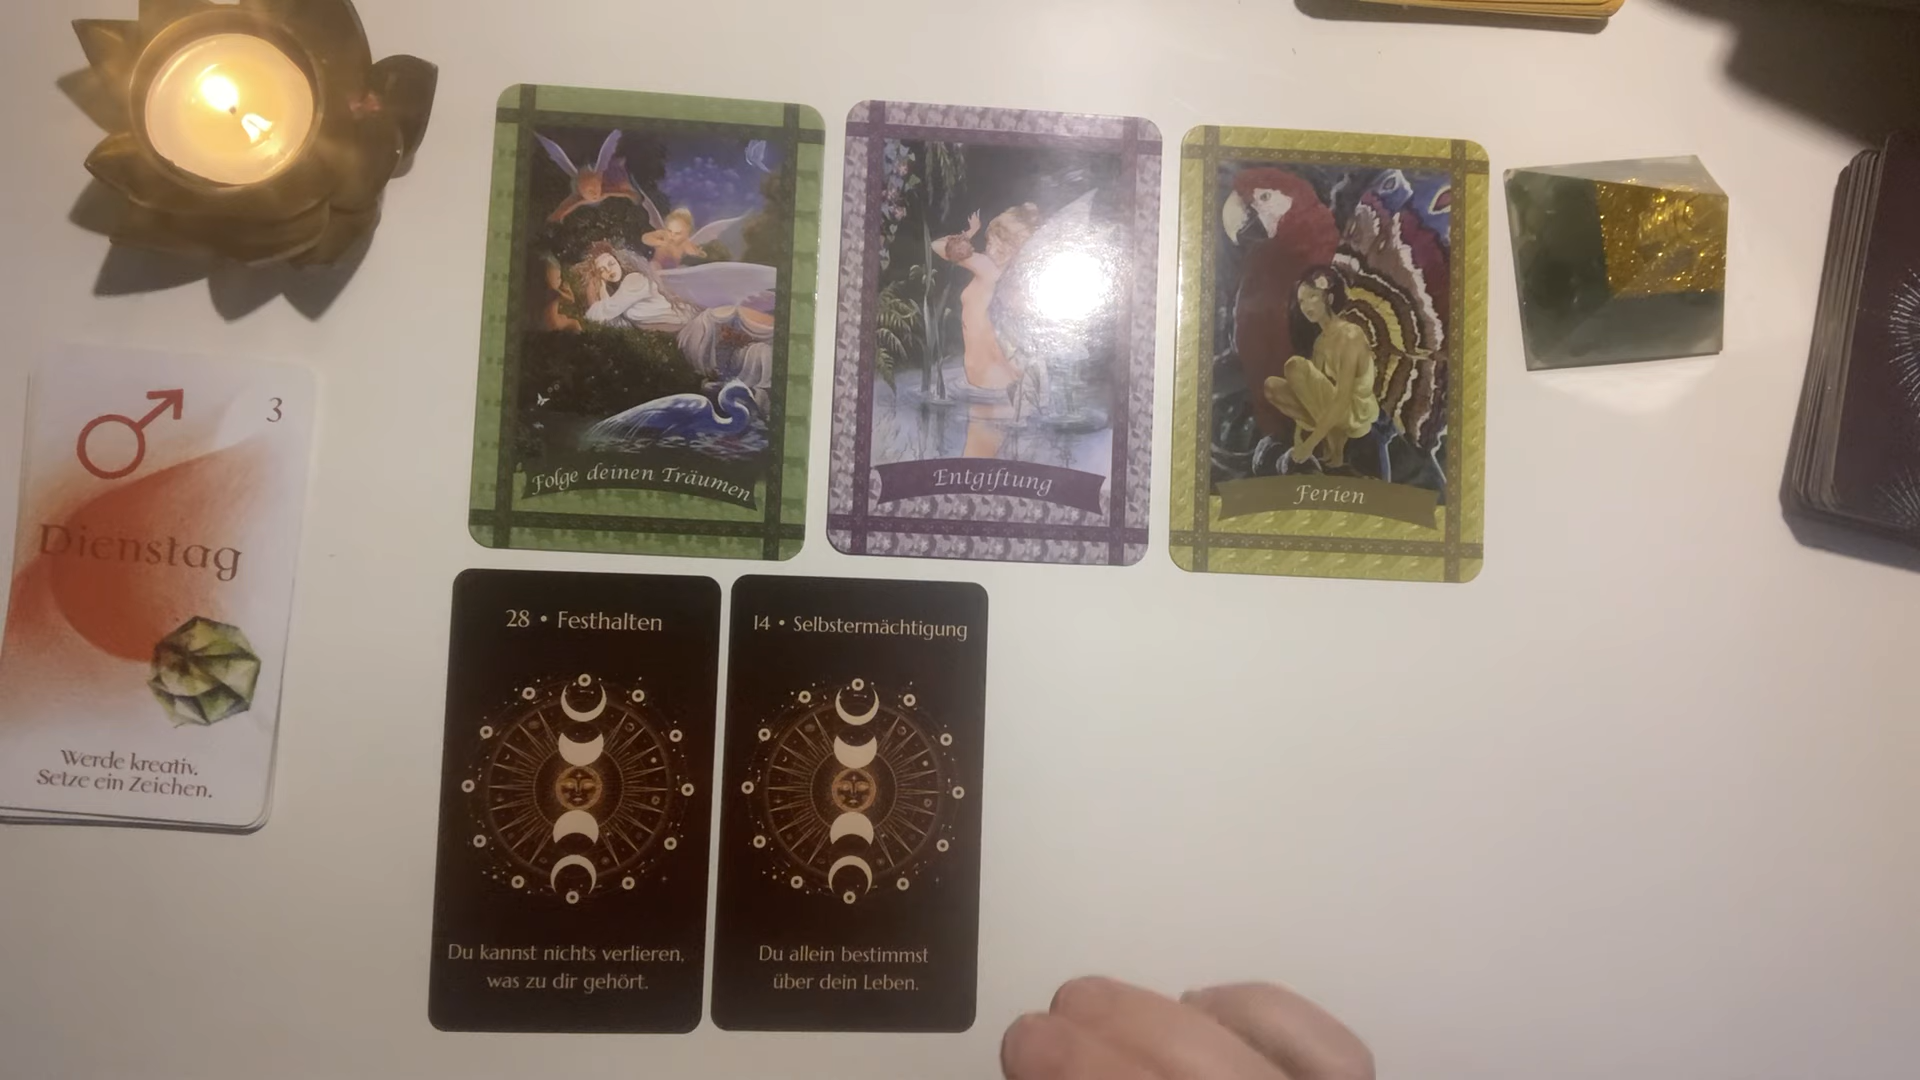 Folge deinen Träumen
Entgiftung
Ferien
3
Dienstag
Werde kreativ.
Setze ein Zeichen.
28 • Festhalten
Du kannst nichts verlieren,
was zu dir gehört.
14 • Selbstermächtigung
Du allein bestimmst
über dein Leben.